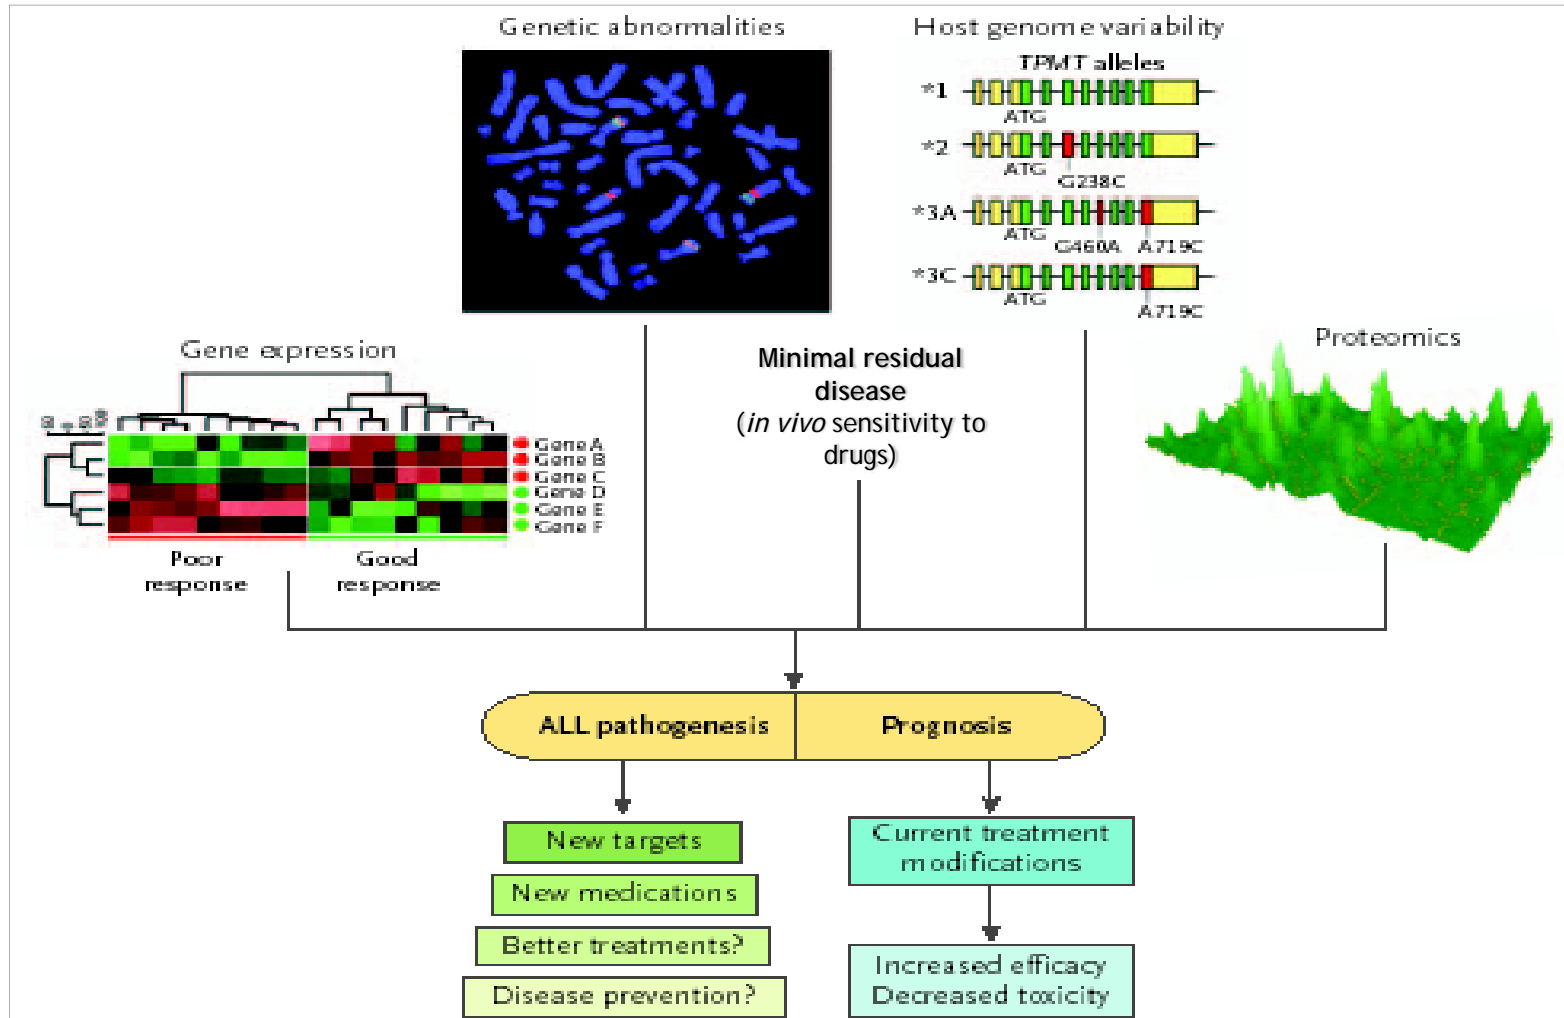 Genetic abnormalities
Host genome variability
TPMT alleles
*1
ATG
*2
ATG
G238C
*3A
ATG
G460A
A719C
*3C
ATG
A719C
Gene expression
Gene A
Gene B
Gene C
Gene D
Gene E
Gene F
Poor
response
Good
response
Minimal residual
disease
(in vivo sensitivity to
drugs)
Proteomics
ALL pathogenesis
Prognosis
New targets
New medications
Better treatments?
Disease prevention?
Current treatment
modifications
Increased efficacy
Decreased toxicity